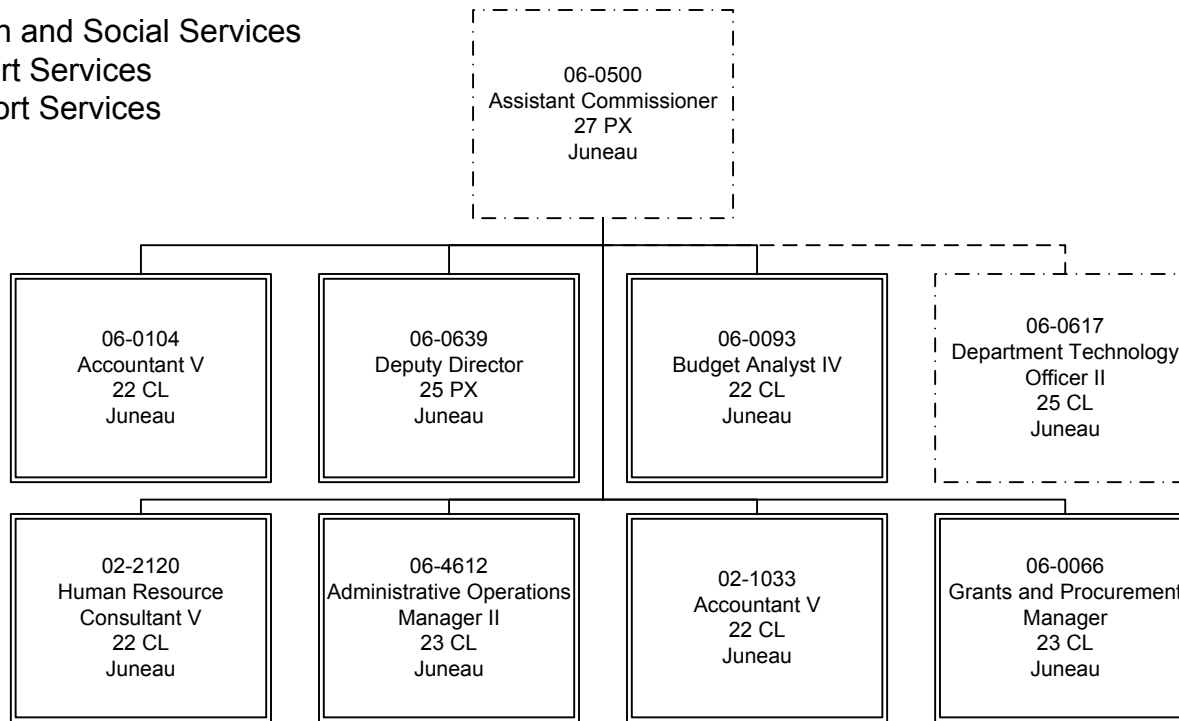 n and Social Services
rt Services
ort Services
06-0500
Assistant Commissioner
27 PX
Juneau
06-0104
Accountant V
22 CL
Juneau
06-0639
Deputy Director
25 PX
Juneau
06-0093
Budget Analyst IV
22 CL
Juneau
06-0617
Department Technology
Officer II
25 CL
Juneau
02-2120
Human Resource
Consultant V
22 CL
Juneau
06-4612
Administrative Operations
Manager II
23 CL
Juneau
02-1033
Accountant V
22 CL
Juneau
06-0066
Grants and Procurement
Manager
23 CL
Juneau